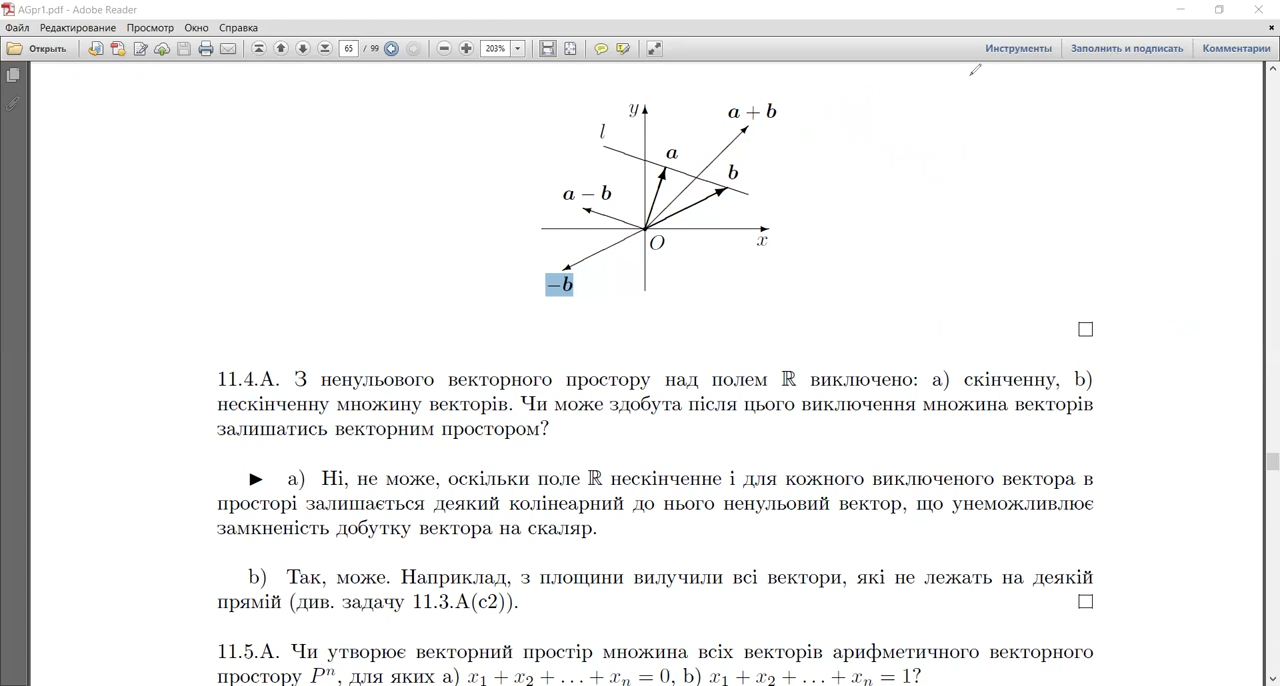 AGpr1.pdf - Adobe Reader
Файл Редактирование Просмотр Окно Справка
Открыть 65 / 99 203% Инструменты Заполнить и подписать Комментарии
y
a + b
l
a
b
a − b
O
x
−b
11.4.A. З ненульового векторного простору над полем ℝ виключено: a) скінченну, b)
нескінченну множину векторів. Чи може здобута після цього виключення множина векторів
залишатись векторним простором?
► a) Ні, не може, оскільки поле ℝ нескінченне і для кожного виключеного вектора в
просторі залишається деякий колінеарний до нього ненульовий вектор, що унеможливлює
замкненість добутку вектора на скаляр.
b) Так, може. Наприклад, з площини вилучили всі вектори, які не лежать на деякій
прямій (див. задачу 11.3.A(c2)). □
11.5.A. Чи утворює векторний простір множина всіх векторів арифметичного векторного
простору Pⁿ, для яких a) x₁ + x₂ + . . . + xₙ = 0, b) x₁ + x₂ + . . . + xₙ = 1?